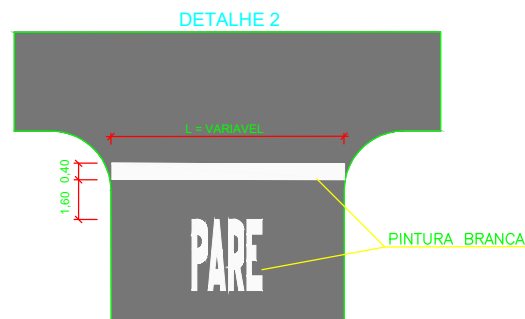 DETALHE 2
L = VARIAVEL
0,40
1,60
PARE
PINTURA BRANCA